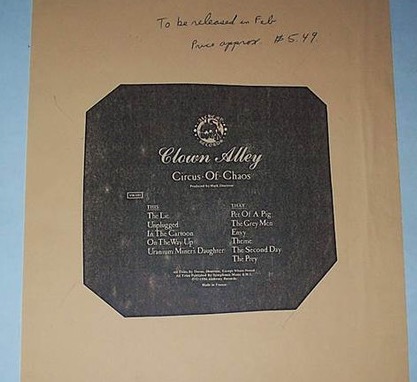 To be released in Feb
Price approx. $5.49.
RECORDS
Clown Alley
Circus·Of·Chaos
Produced by Mark Deutrom
THIS
The Lie
Unplugged
In The Cartoon
On The Way Up
Uranium Miners Daughter
THAT
Pet Of A Pig
The Grey Men
Envy
Theme
The Second Day
The Prey
Made in France